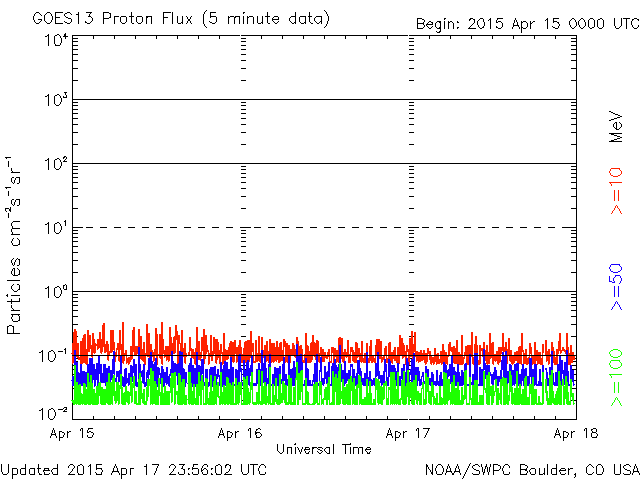 GOES13 Proton Flux (5 minute data)
Begin: 2015 Apr 15 0000 UTC
10⁴
10³
10²
10¹
10⁰
10⁻¹
10⁻²
Particles cm⁻²s⁻¹sr⁻¹
MeV
>=10
>=50
>=100
Apr 15
Apr 16
Apr 17
Apr 18
Universal Time
Updated 2015 Apr 17 23:56:02 UTC
NOAA/SWPC Boulder, CO USA